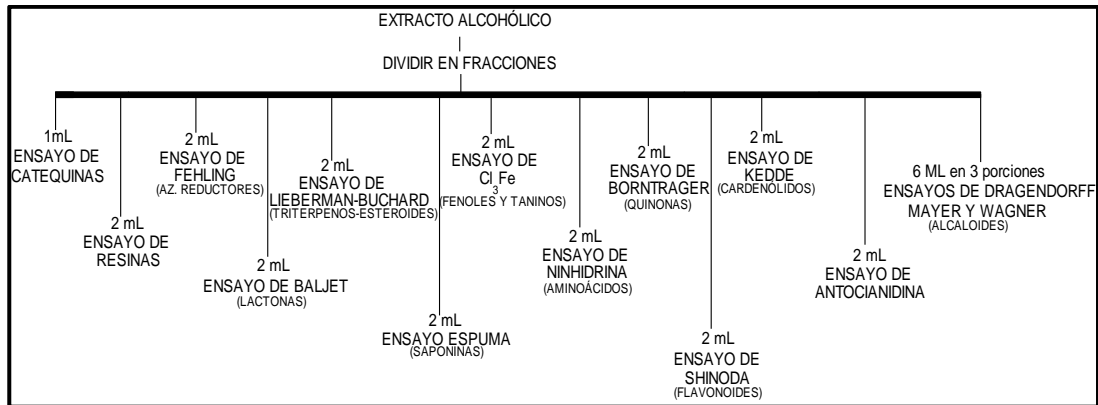 EXTRACTO ALCOHÓLICO
DIVIDIR EN FRACCIONES
1mL
ENSAYO DE
CATEQUINAS
2 mL
ENSAYO DE
RESINAS
2 mL
ENSAYO DE
FEHLING
(AZ. REDUCTORES)
2 mL
ENSAYO DE BALJET
(LACTONAS)
2 mL
ENSAYO DE
LIEBERMAN-BUCHARD
(TRITERPENOS-ESTEROIDES)
2 mL
ENSAYO ESPUMA
(SAPONINAS)
2 mL
ENSAYO DE
Cl Fe
3
(FENOLES Y TANINOS)
2 mL
ENSAYO DE
NINHIDRINA
(AMINOÁCIDOS)
2 mL
ENSAYO DE
BORNTRAGER
(QUINONAS)
2 mL
ENSAYO DE
SHINODA
(FLAVONOIDES)
2 mL
ENSAYO DE
KEDDE
(CARDENÓLIDOS)
2 mL
ENSAYO DE
ANTOCIANIDINA
6 ML en 3 porciones
ENSAYOS DE DRAGENDORFF
MAYER Y WAGNER
(ALCALOIDES)